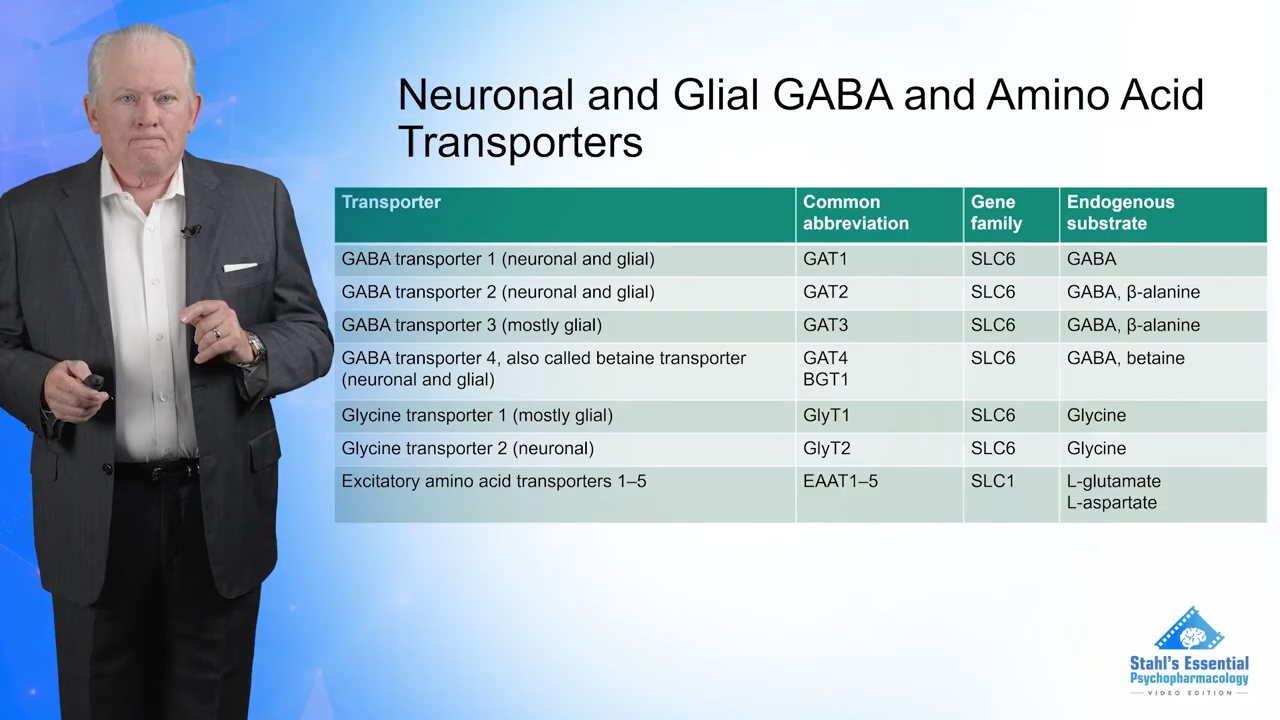 Neuronal and Glial GABA and Amino Acid
Transporters
Transporter
Common
abbreviation
Gene
family
Endogenous
substrate
GABA transporter 1 (neuronal and glial)
GAT1
SLC6
GABA
GABA transporter 2 (neuronal and glial)
GAT2
SLC6
GABA, β-alanine
GABA transporter 3 (mostly glial)
GAT3
SLC6
GABA, β-alanine
GABA transporter 4, also called betaine transporter
(neuronal and glial)
GAT4
BGT1
SLC6
GABA, betaine
Glycine transporter 1 (mostly glial)
GlyT1
SLC6
Glycine
Glycine transporter 2 (neuronal)
GlyT2
SLC6
Glycine
Excitatory amino acid transporters 1–5
EAAT1–5
SLC1
L-glutamate
L-aspartate
Stahl's Essential
Psychopharmacology
VIDEO EDITION